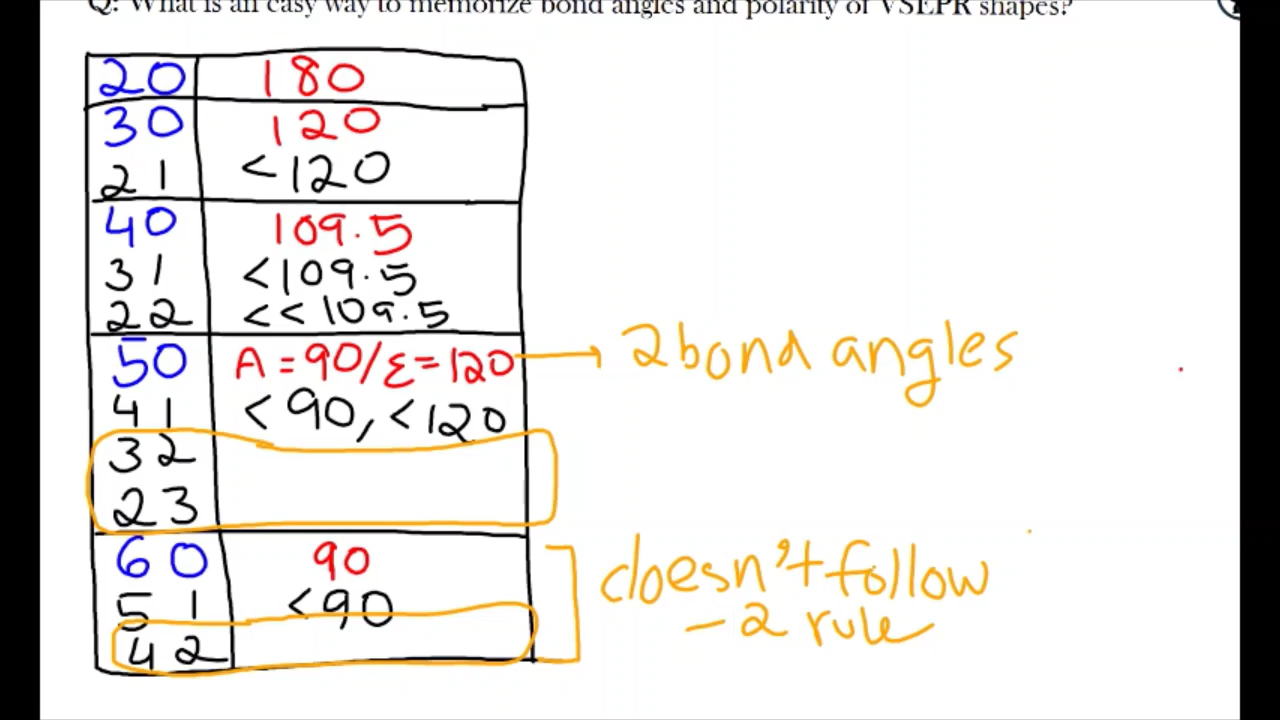 Q: What is an easy way to memorize bond angles and polarity of VSEPR shapes?
20 180
30 120
21 <120
40 109.5
31 <109.5
22 <<109.5
50 A=90/ε=120 → 2 bond angles
41 <90, <120
32
23
60 90
51 <90
42
doesn't follow
-2 rule